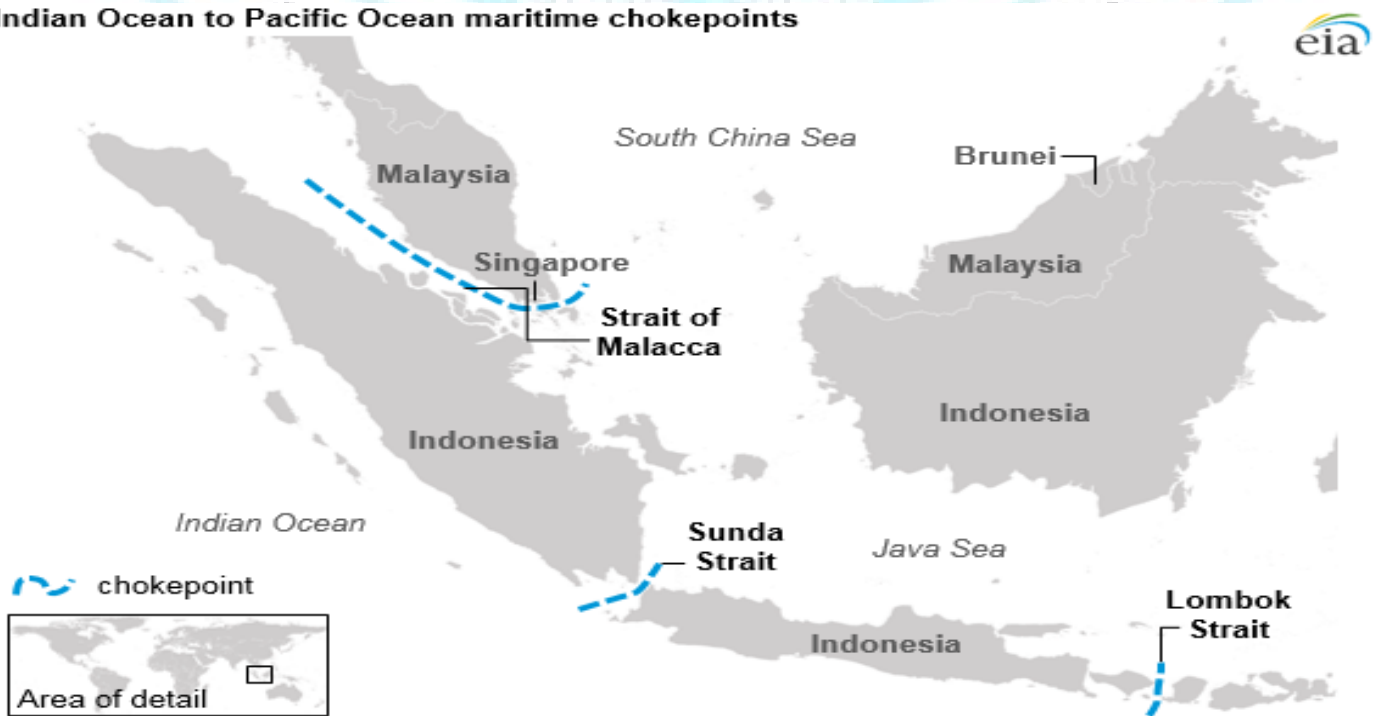 Indian Ocean to Pacific Ocean maritime chokepoints
eia
South China Sea
Brunei
Malaysia
Singapore
Malaysia
Strait of
Malacca
Indonesia
Indonesia
Indian Ocean
Sunda
Strait
Java Sea
chokepoint
Lombok
Strait
Indonesia
Area of detail